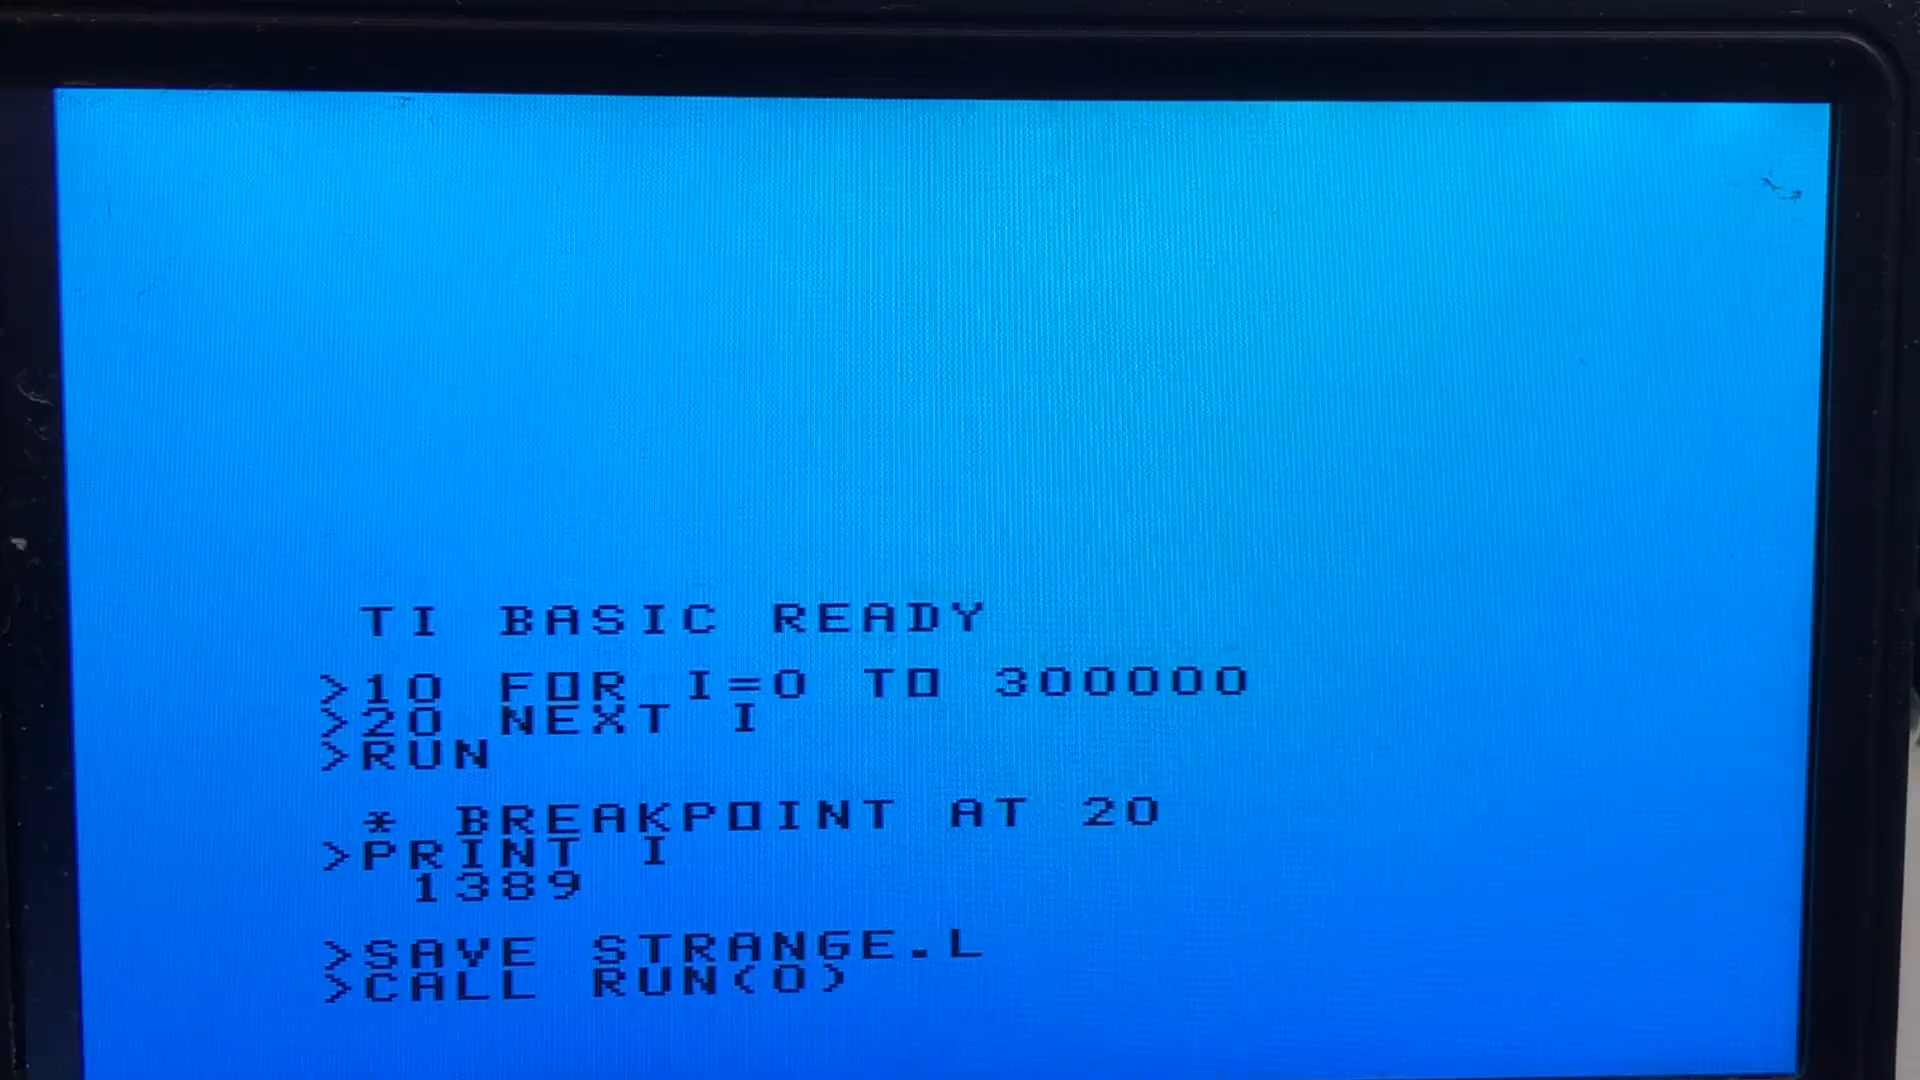 TI BASIC READY
>10 FOR I=0 TO 300000
>20 NEXT I
>RUN
* BREAKPOINT AT 20
>PRINT I
1389
>SAVE STRANGE.L
>CALL RUN(0)